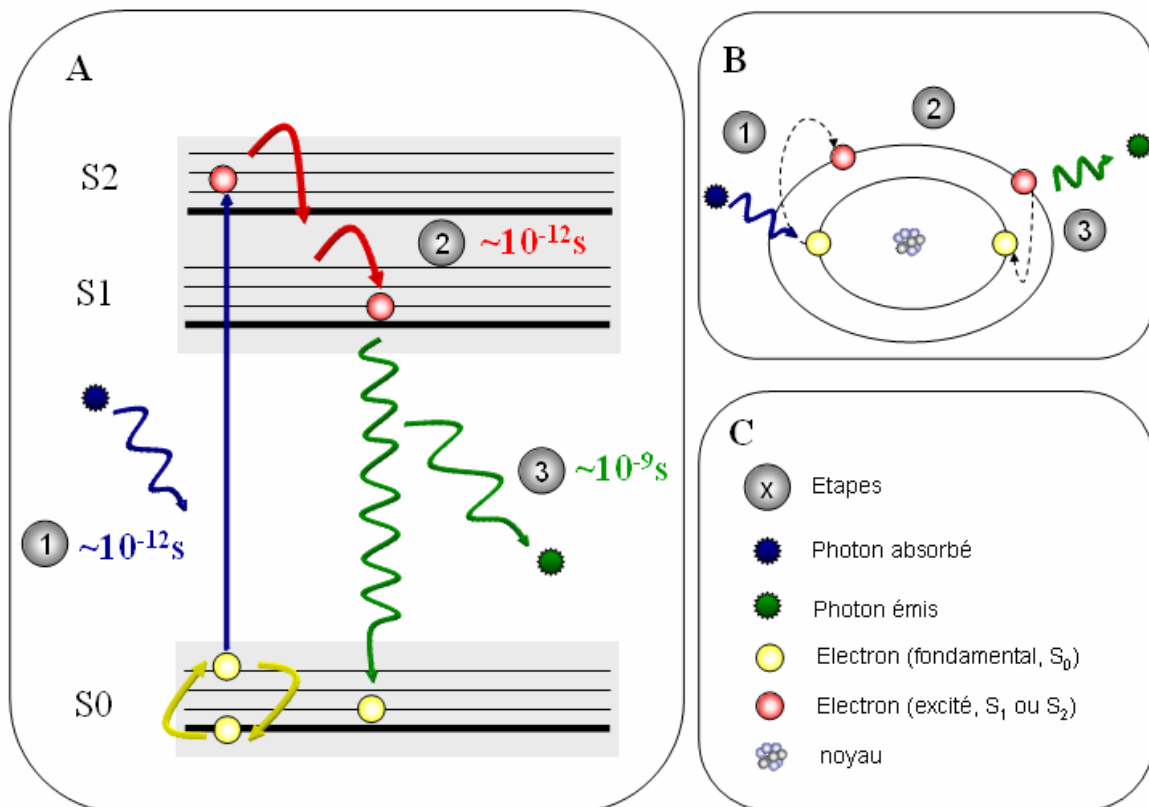 A
S2
2 ~10⁻¹²s
S1
3 ~10⁻⁹s
1 ~10⁻¹²s
S0
B
1
2
3
C
X Etapes
Photon absorbé
Photon émis
Electron (fondamental, S₀)
Electron (excité, S₁ ou S₂)
noyau